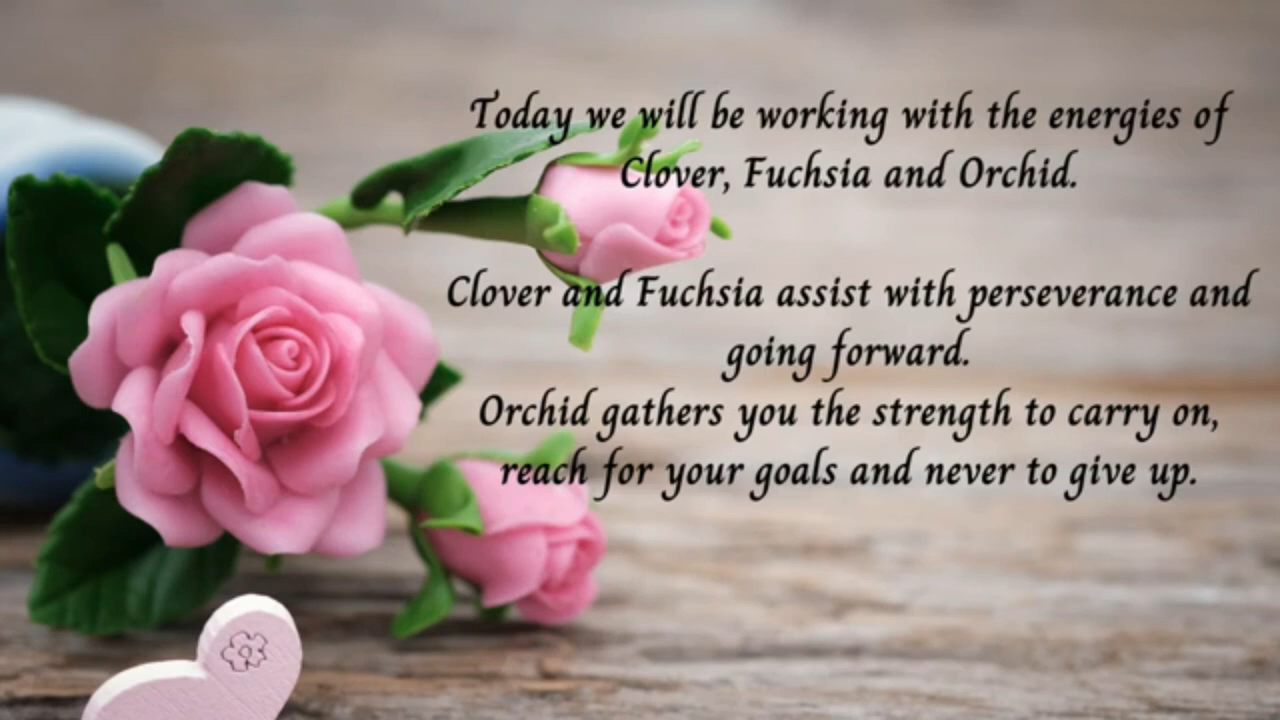 Today we will be working with the energies of
Clover, Fuchsia and Orchid.
Clover and Fuchsia assist with perseverance and
going forward.
Orchid gathers you the strength to carry on,
reach for your goals and never to give up.